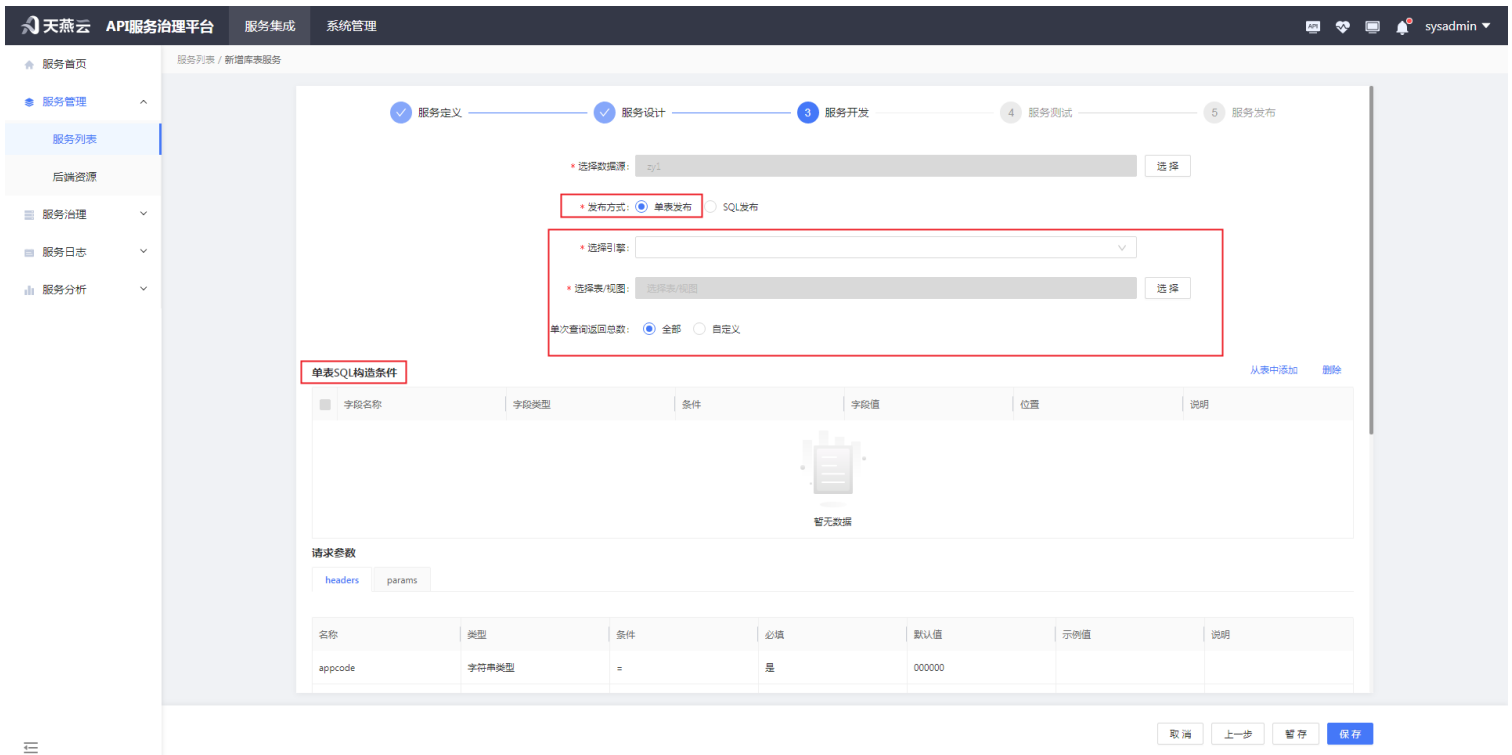 天燕云 API服务治理平台 服务集成 系统管理 API sysadmin
服务首页
服务管理
服务列表
后端资源
服务治理
服务日志
服务分析
服务列表 / 新增库表服务
服务定义 服务设计 3 服务开发 4 服务测试 5 服务发布
* 选择数据源: zy1 选择
* 发布方式: 单表发布 SQL发布
* 选择引擎:
* 选择表/视图: 选择表/视图 选择
单次查询返回总数: 全部 自定义
单表SQL构造条件 从表中添加 删除
字段名称 字段类型 条件 字段值 位置 说明
暂无数据
请求参数
headers params
名称 类型 条件 必填 默认值 示例值 说明
appcode 字符串类型 = 是 000000
取消 上一步 暂存 保存